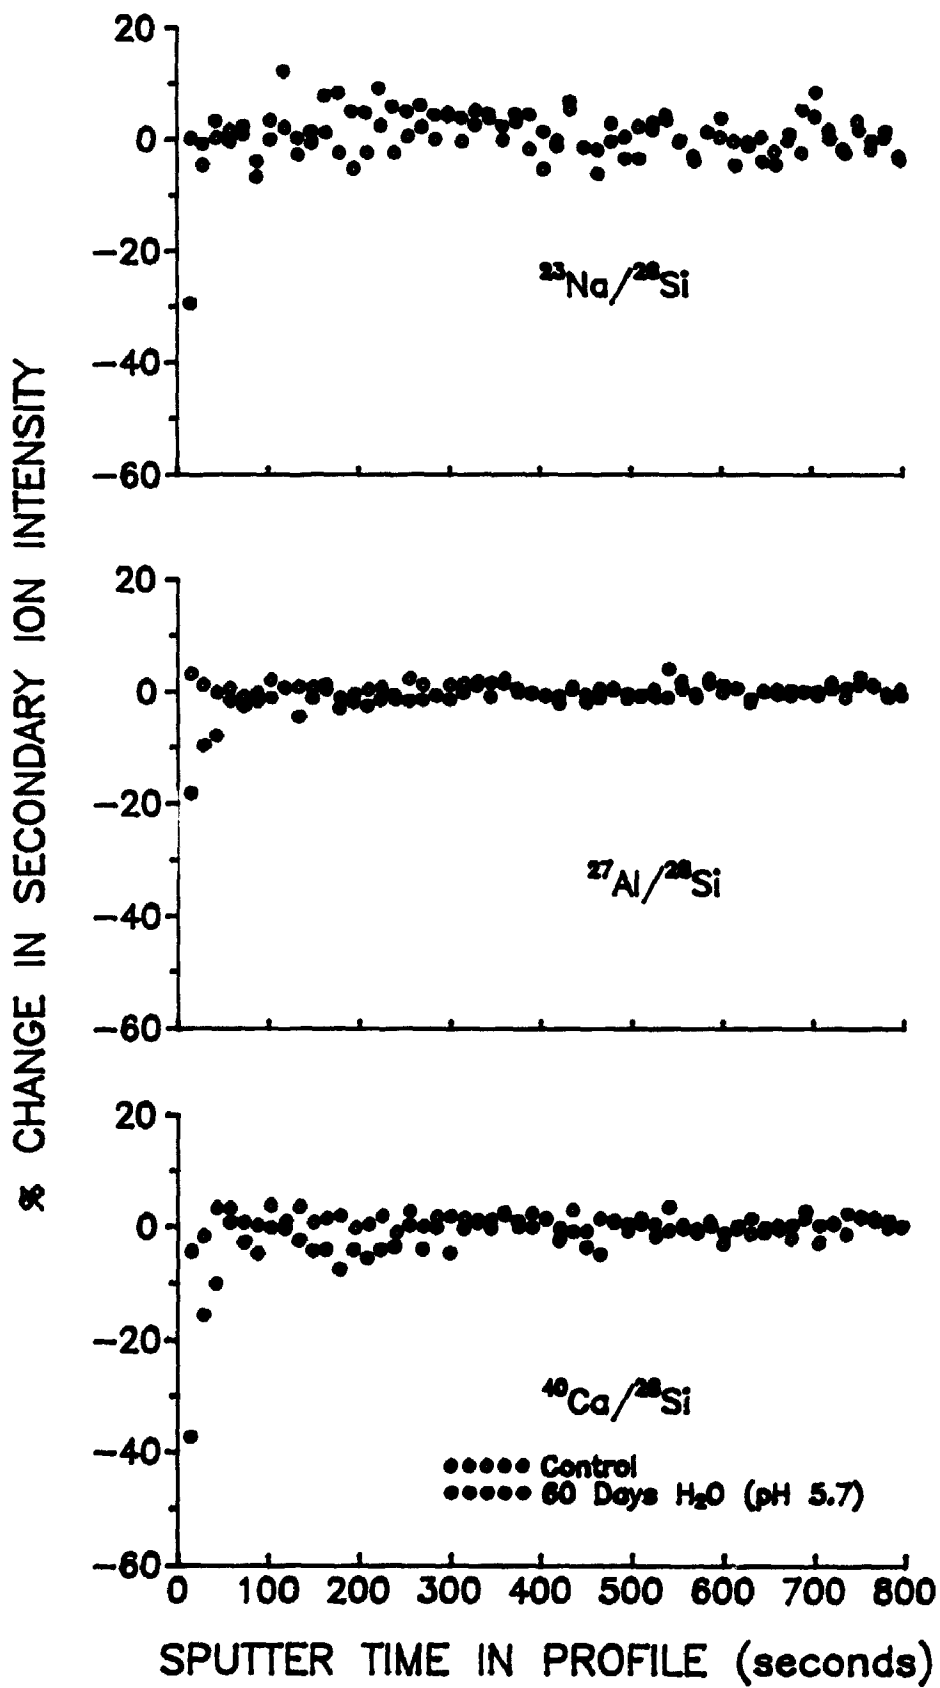 % CHANGE IN SECONDARY ION INTENSITY
20
0
−20
−40
−60
23Na/28Si
20
0
−20
−40
−60
27Al/28Si
20
0
−20
−40
−60
40Ca/28Si
Control
60 Days H₂O (pH 5.7)
0 100 200 300 400 500 600 700 800
SPUTTER TIME IN PROFILE (seconds)